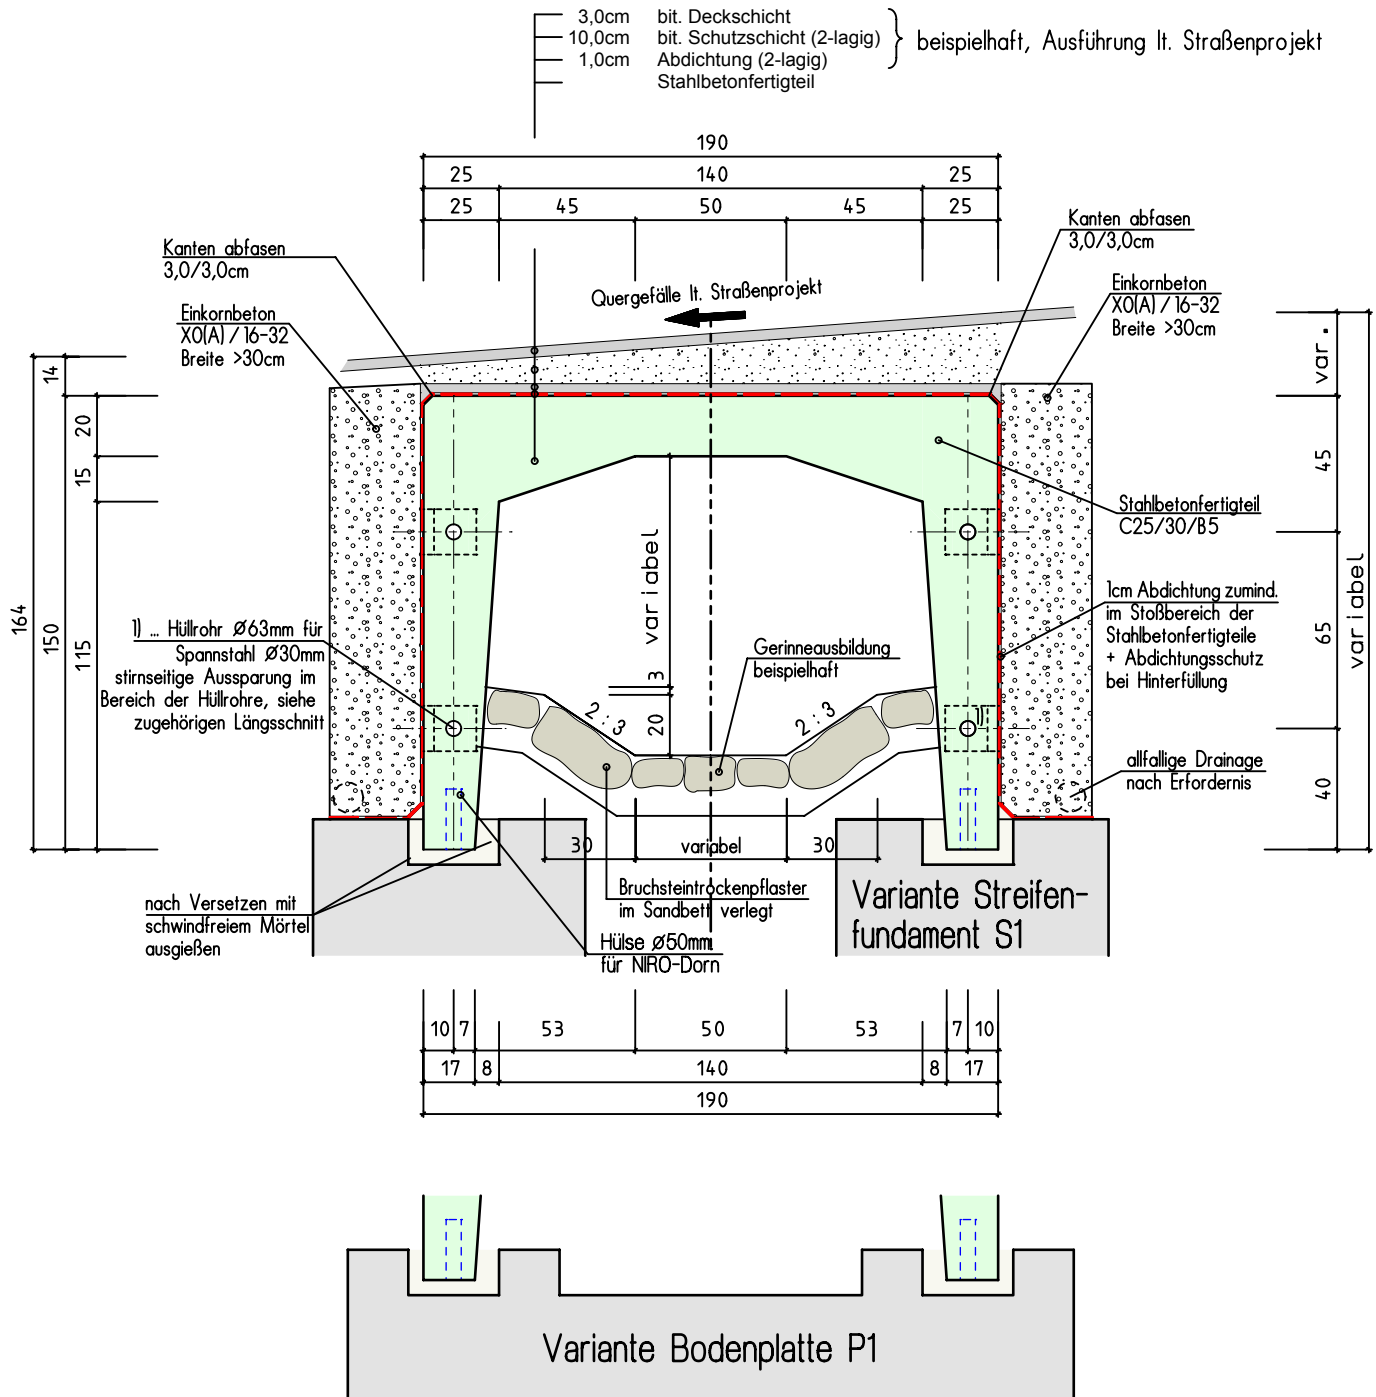 3,0cm bit. Deckschicht
10,0cm bit. Schutzschicht (2-lagig)
1,0cm Abdichtung (2-lagig)
Stahlbetonfertigteil
beispielhaft, Ausführung lt. Straßenprojekt
190
25 140 25
25 45 50 45 25
Kanten abfasen
3,0/3,0cm
Kanten abfasen
3,0/3,0cm
Quergefälle lt. Straßenprojekt
Einkornbeton
X0(A) / 16-32
Breite >30cm
Einkornbeton
X0(A) / 16-32
Breite >30cm
14
20
15
115
150
164
var.
45
65
40
variabel
Stahlbetonfertigteil
C25/30/B5
variabel
3
20
1cm Abdichtung zumind.
im Stoßbereich der
Stahlbetonfertigteile
+ Abdichtungsschutz
bei Hinterfüllung
1) ... Hüllrohr Ø63mm für
Spannstahl Ø30mm
stirnseitige Aussparung im
Bereich der Hüllrohre, siehe
zugehörigen Längsschnitt
Gerinneausbildung
beispielhaft
2:3
2:3
1)
allfallige Drainage
nach Erfordernis
30 variabel 30
Bruchsteintrockenpflaster
im Sandbett verlegt
Variante Streifen-
fundament S1
nach Versetzen mit
schwindfreiem Mörtel
ausgießen
Hülse Ø50mm
für NIRO-Dorn
10 7 53 50 53 7 10
17 8 140 8 17
190
Variante Bodenplatte P1